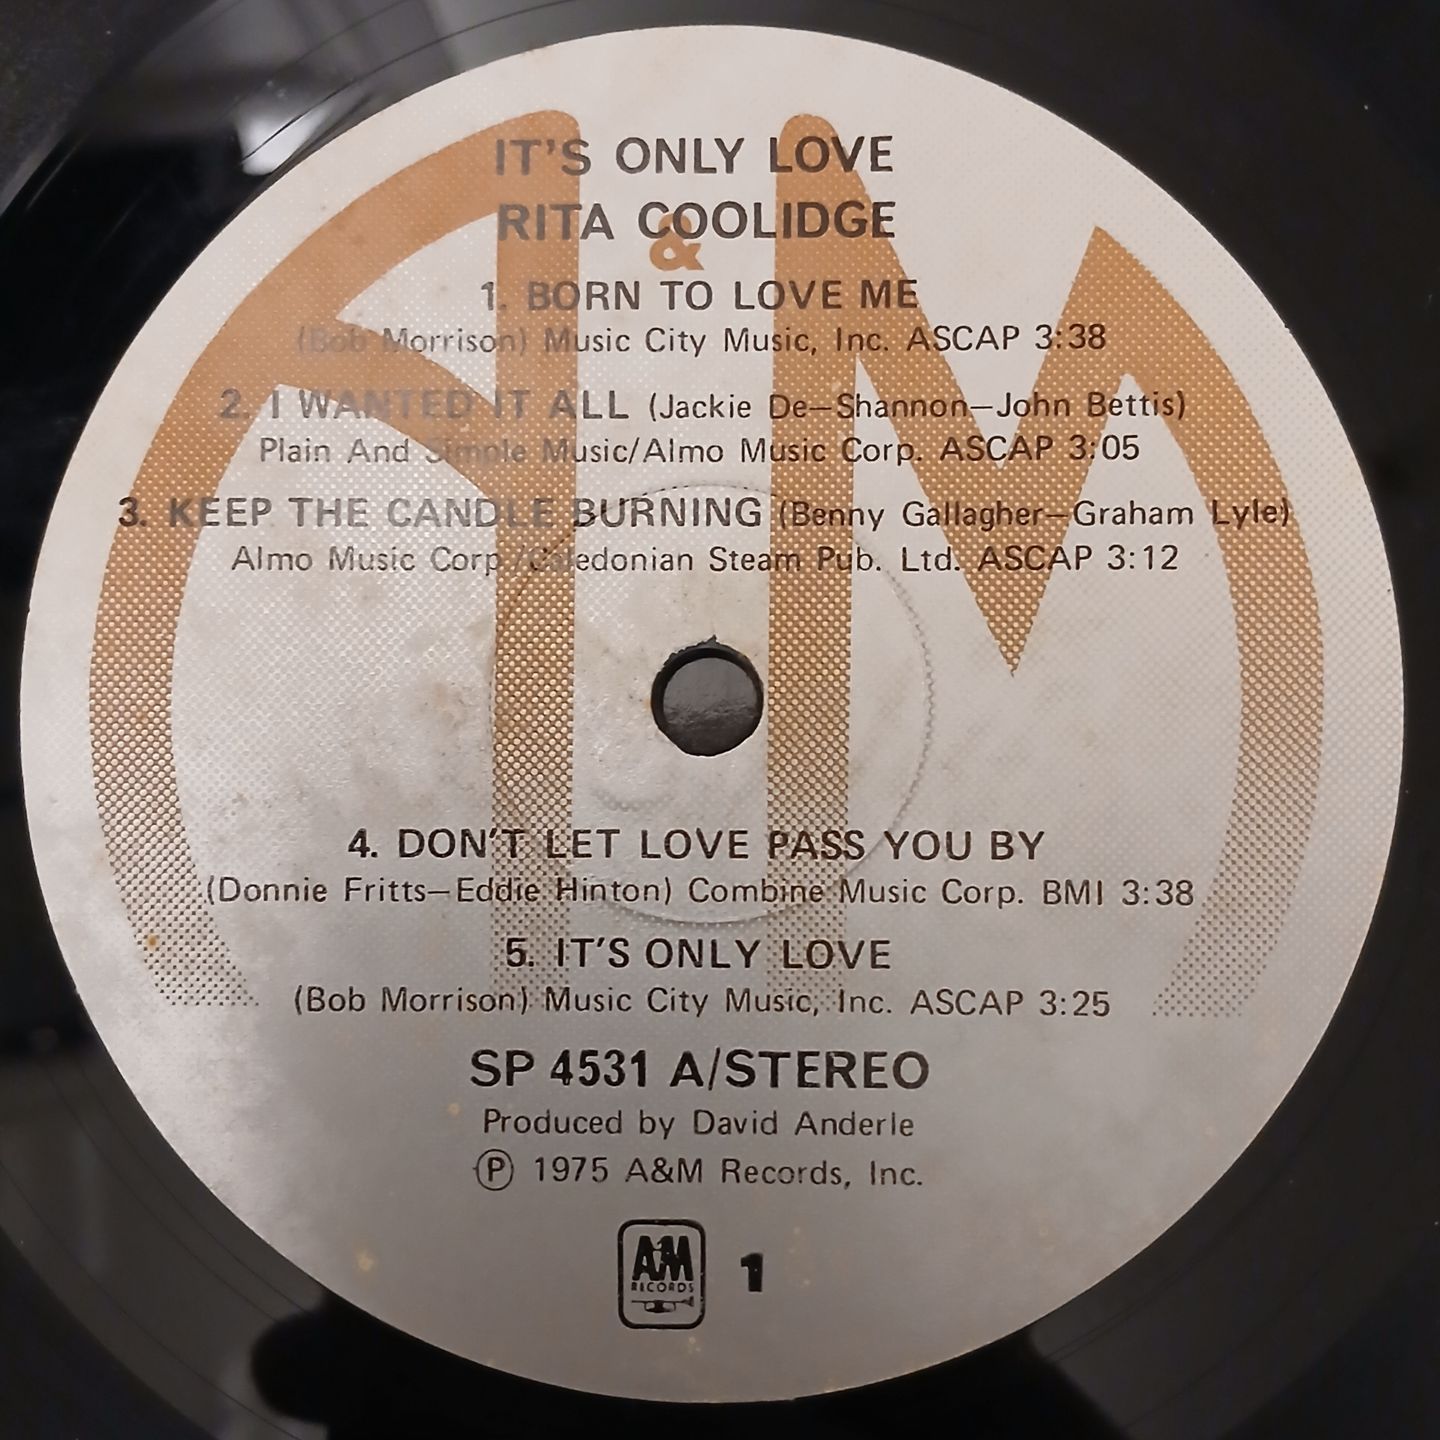 IT'S ONLY LOVE
RITA COOLIDGE
&
1. BORN TO LOVE ME
(Bob Morrison) Music City Music, Inc. ASCAP 3:38
2. I WANTED IT ALL (Jackie De—Shannon—John Bettis)
Plain And Simple Music/Almo Music Corp. ASCAP 3:05
3. KEEP THE CANDLE BURNING (Benny Gallagher—Graham Lyle)
Almo Music Corp./Caledonian Steam Pub. Ltd. ASCAP 3:12
4. DON'T LET LOVE PASS YOU BY
(Donnie Fritts—Eddie Hinton) Combine Music Corp. BMI 3:38
5. IT'S ONLY LOVE
(Bob Morrison) Music City Music, Inc. ASCAP 3:25
SP 4531 A/STEREO
Produced by David Anderle
Ⓟ 1975 A&M Records, Inc.
A&M
RECORDS
1